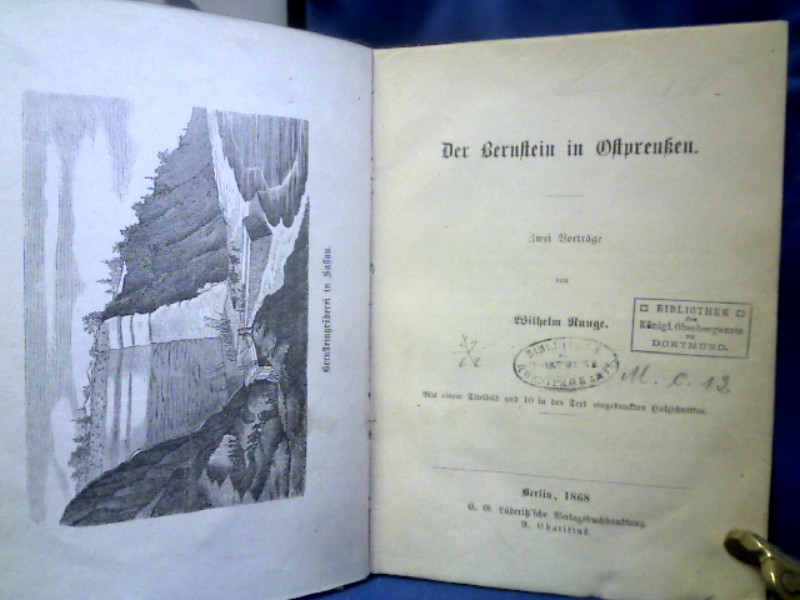 Bernsteingräberei in Sassau.
Der Bernstein in Ostpreußen.
Zwei Vorträge
von
Wilhelm Runge.
BIBLIOTHEK
des
Königl. Oberbergamts
zu
DORTMUND.
BIBLIOTHEK
M. C. 12
Mit einem Titelbild und 10 in den Text eingedruckten Holzschnitten.
Berlin, 1868
C. G. Lüderitz'sche Verlagsbuchhandlung
A. Charisius